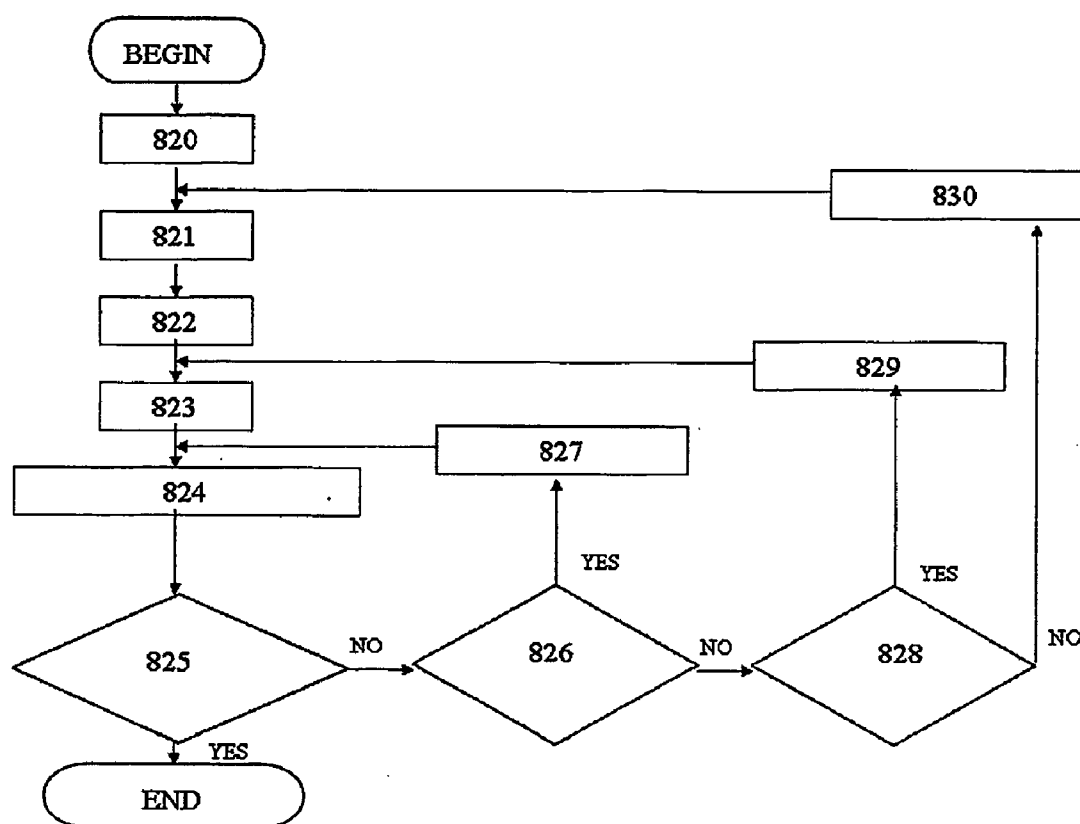 BEGIN
820
830
821
822
829
823
827
824
YES
YES
825
NO
826
NO
828
NO
YES
END